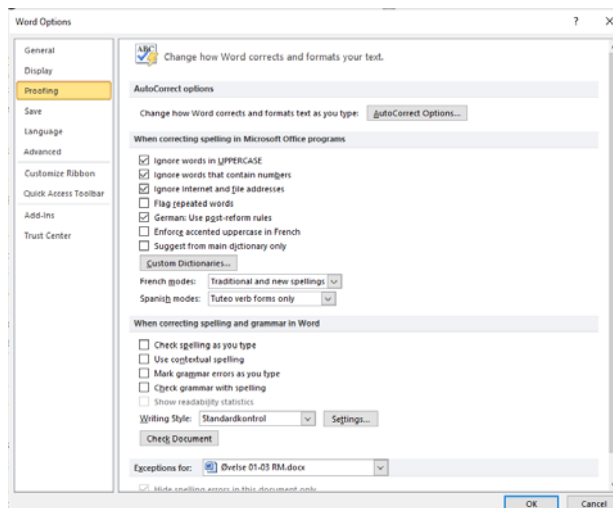 Word Options
General
Display
Proofing
Save
Language
Advanced
Customize Ribbon
Quick Access Toolbar
Add-Ins
Trust Center
ABC
Change how Word corrects and formats your text.
AutoCorrect options
Change how Word corrects and formats text as you type: AutoCorrect Options...
When correcting spelling in Microsoft Office programs
Ignore words in UPPERCASE
Ignore words that contain numbers
Ignore Internet and file addresses
Flag repeated words
German: Use post-reform rules
Enforce accented uppercase in French
Suggest from main dictionary only
Custom Dictionaries...
French modes: Traditional and new spellings
Spanish modes: Tuteo verb forms only
When correcting spelling and grammar in Word
Check spelling as you type
Use contextual spelling
Mark grammar errors as you type
Check grammar with spelling
Show readability statistics
Writing Style: Standardkontrol Settings...
Check Document
Exceptions for: Øvelse 01-03 RM.docx
Hide spelling errors in this document only
OK Cancel